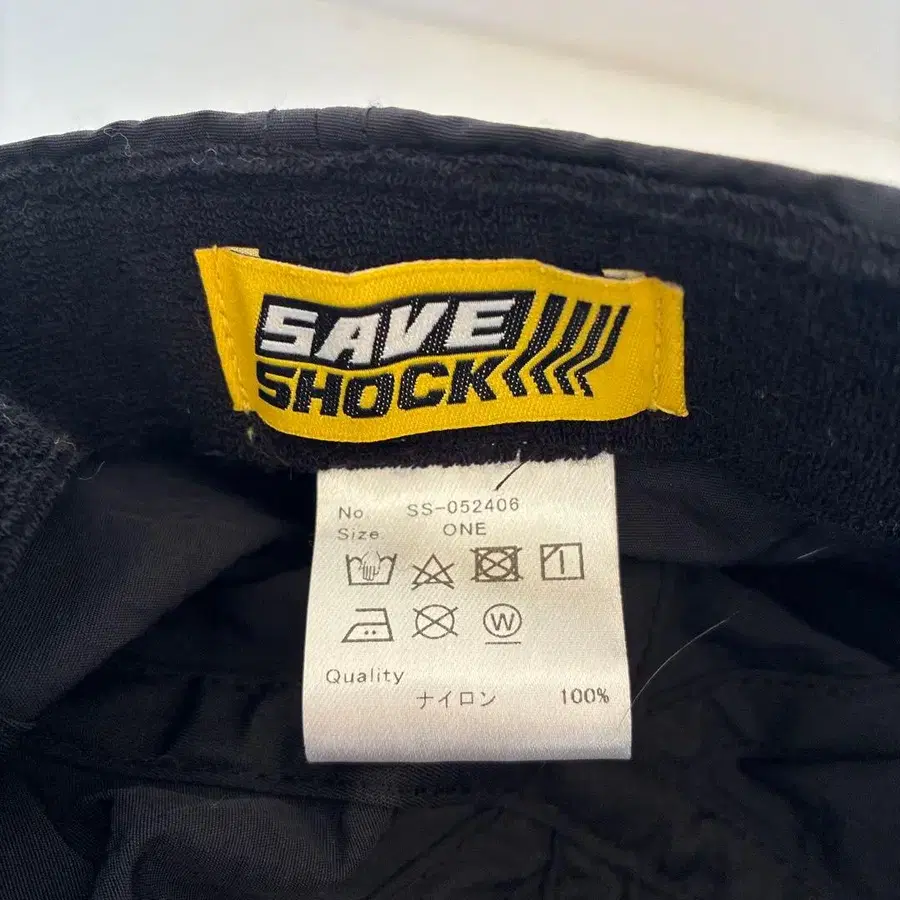 SAVE
SHOCK
No SS-052406
Size ONE
W
Quality
ナイロン 100%